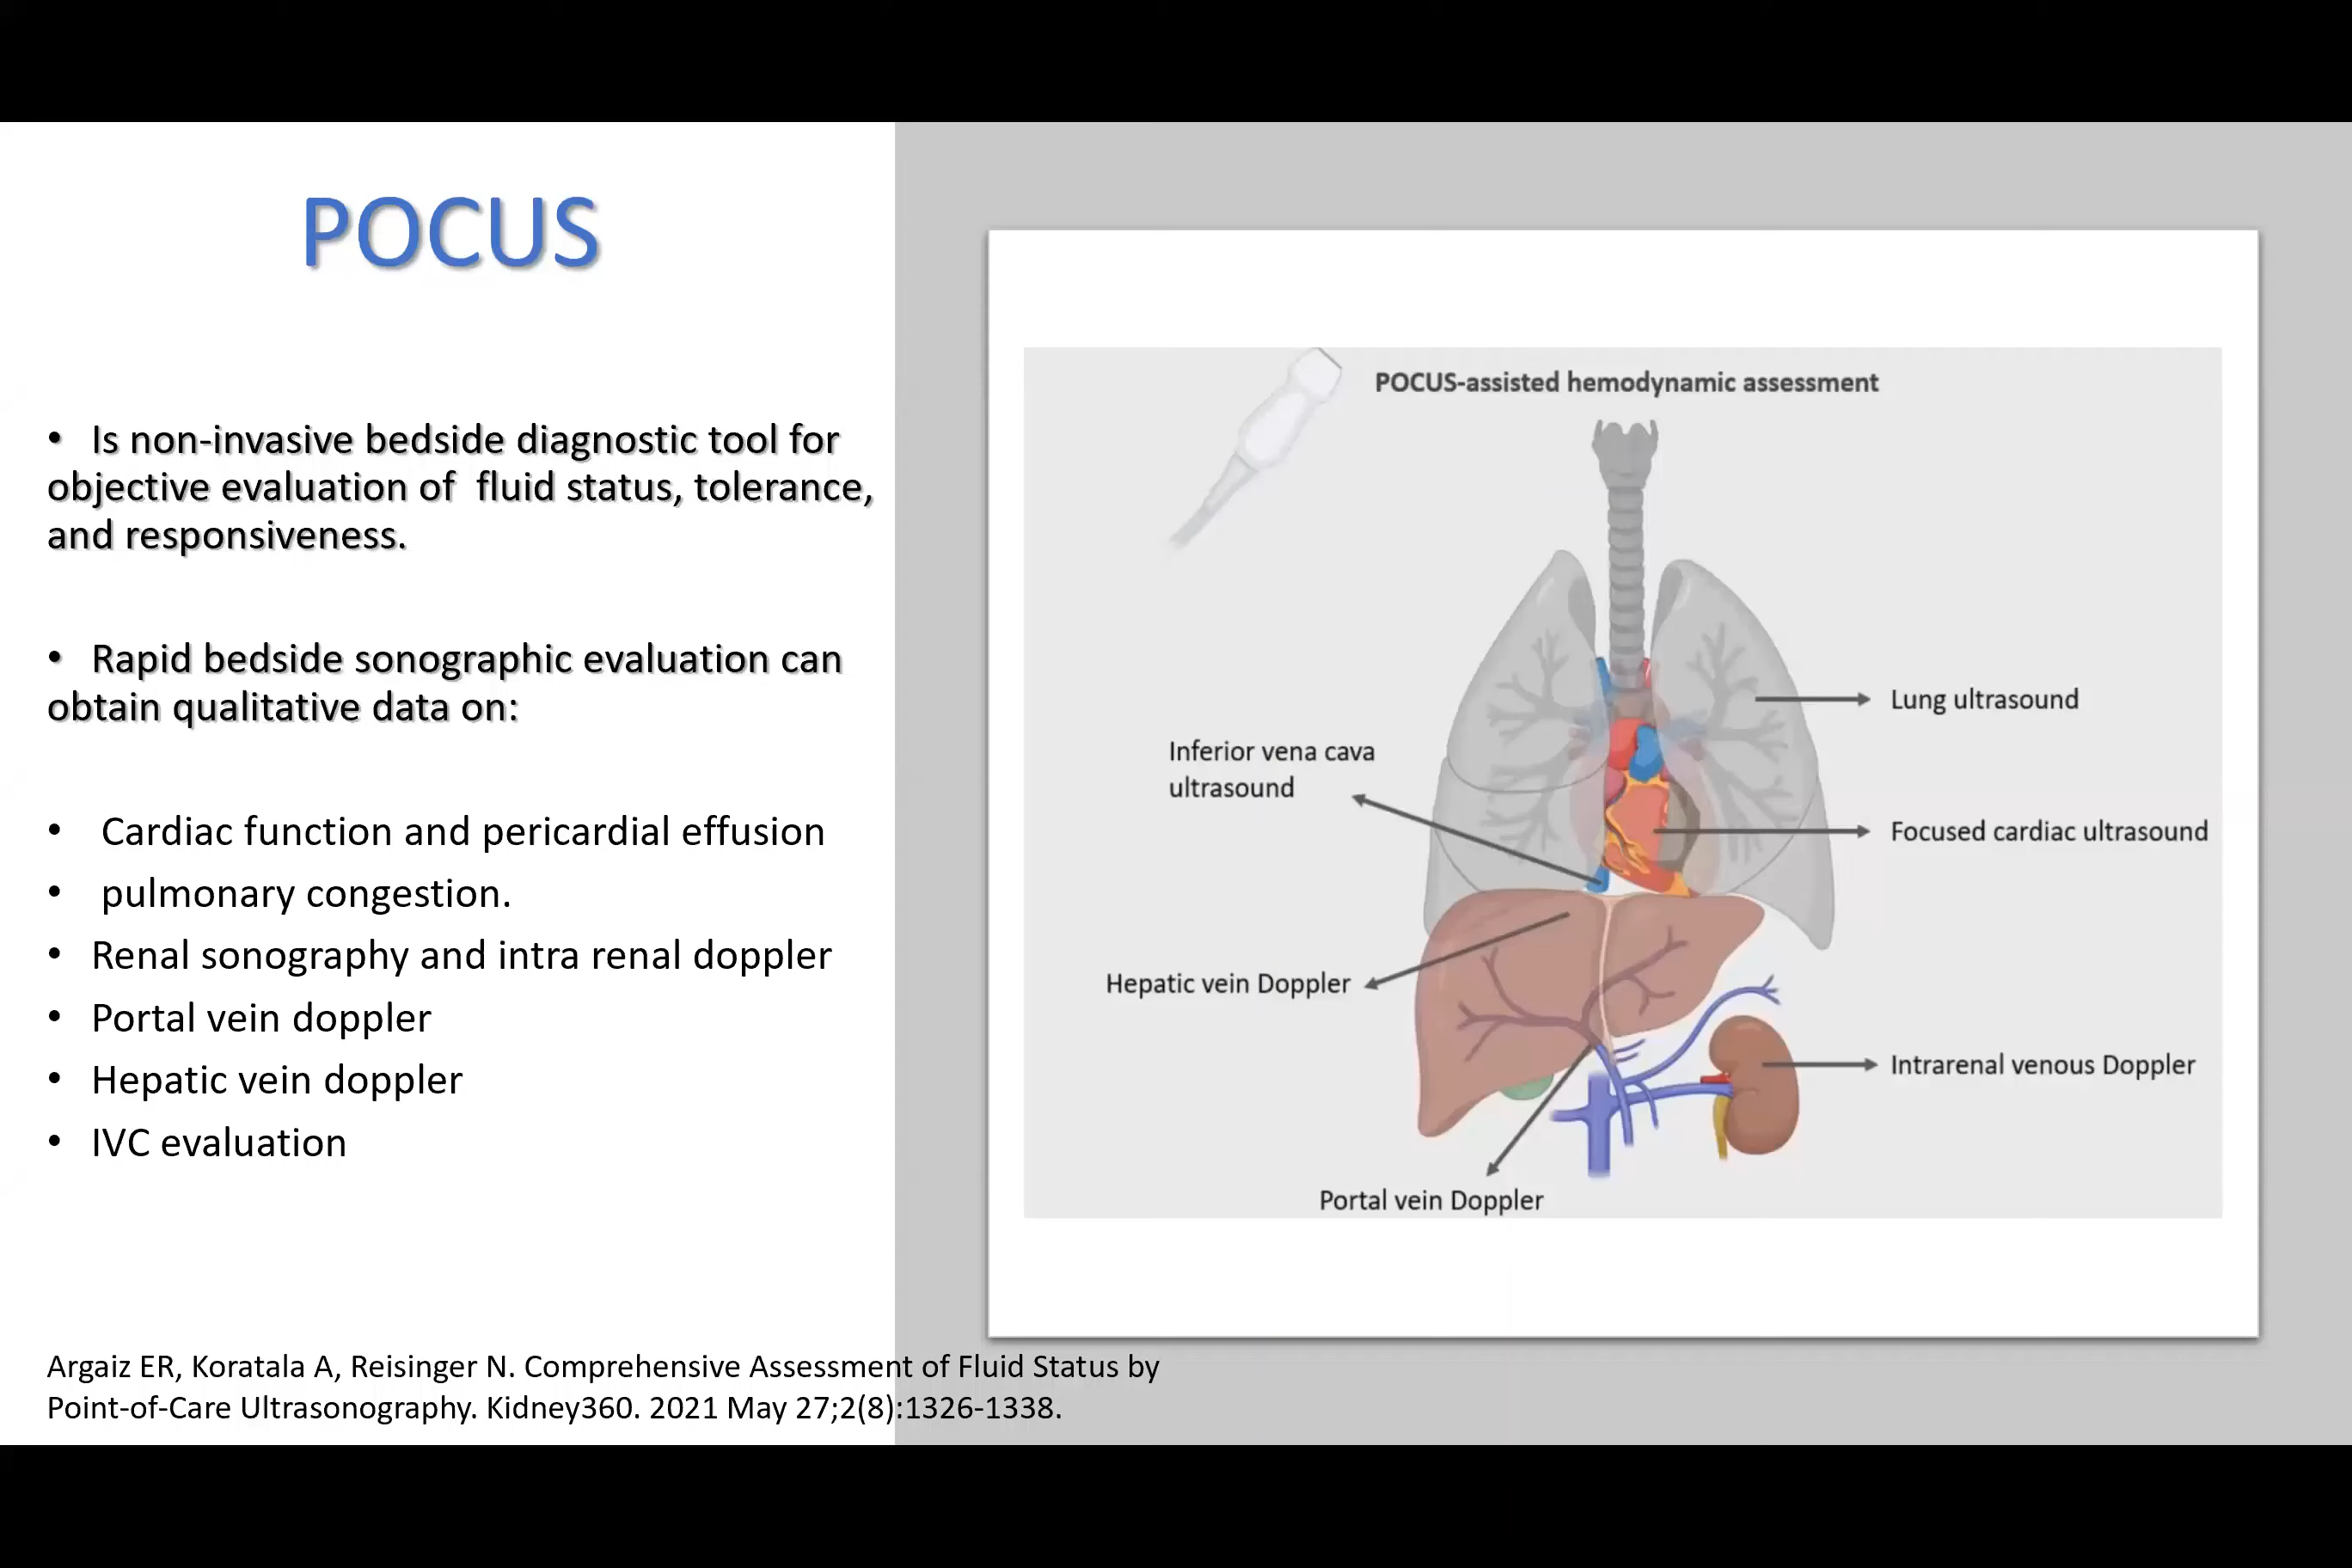 POCUS
• Is non-invasive bedside diagnostic tool for
objective evaluation of fluid status, tolerance,
and responsiveness.
• Rapid bedside sonographic evaluation can
obtain qualitative data on:
• Cardiac function and pericardial effusion
• pulmonary congestion.
• Renal sonography and intra renal doppler
• Portal vein doppler
• Hepatic vein doppler
• IVC evaluation
Argaiz ER, Koratala A, Reisinger N. Comprehensive Assessment of Fluid Status by
Point-of-Care Ultrasonography. Kidney360. 2021 May 27;2(8):1326-1338.
POCUS-assisted hemodynamic assessment
Lung ultrasound
Inferior vena cava
ultrasound
Focused cardiac ultrasound
Hepatic vein Doppler
Intrarenal venous Doppler
Portal vein Doppler